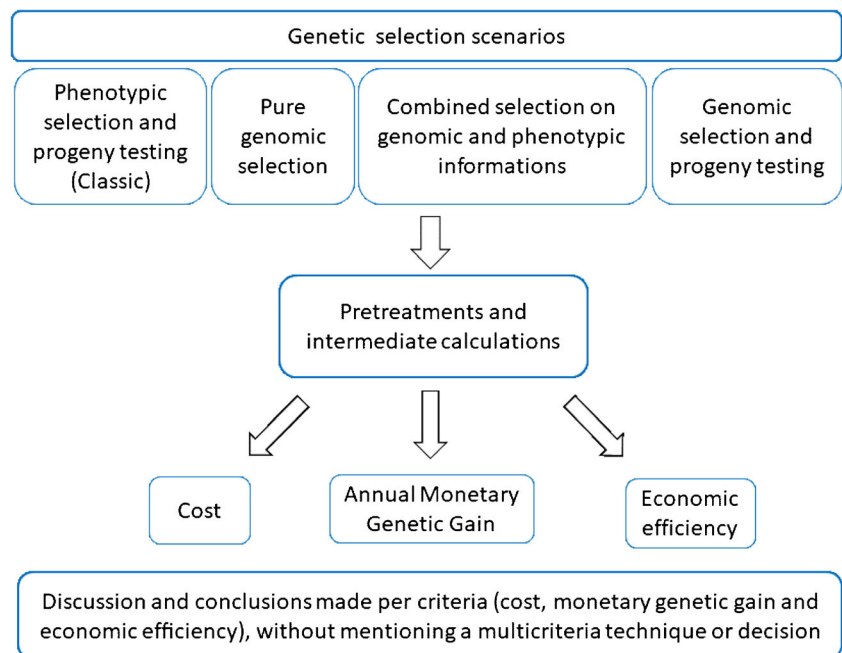 Genetic selection scenarios
Phenotypic
selection and
progeny testing
(Classic)
Pure
genomic
selection
Combined selection on
genomic and phenotypic
informations
Genomic
selection and
progeny testing
Pretreatments and
intermediate calculations
Cost
Annual Monetary
Genetic Gain
Economic
efficiency
Discussion and conclusions made per criteria (cost, monetary genetic gain and
economic efficiency), without mentioning a multicriteria technique or decision